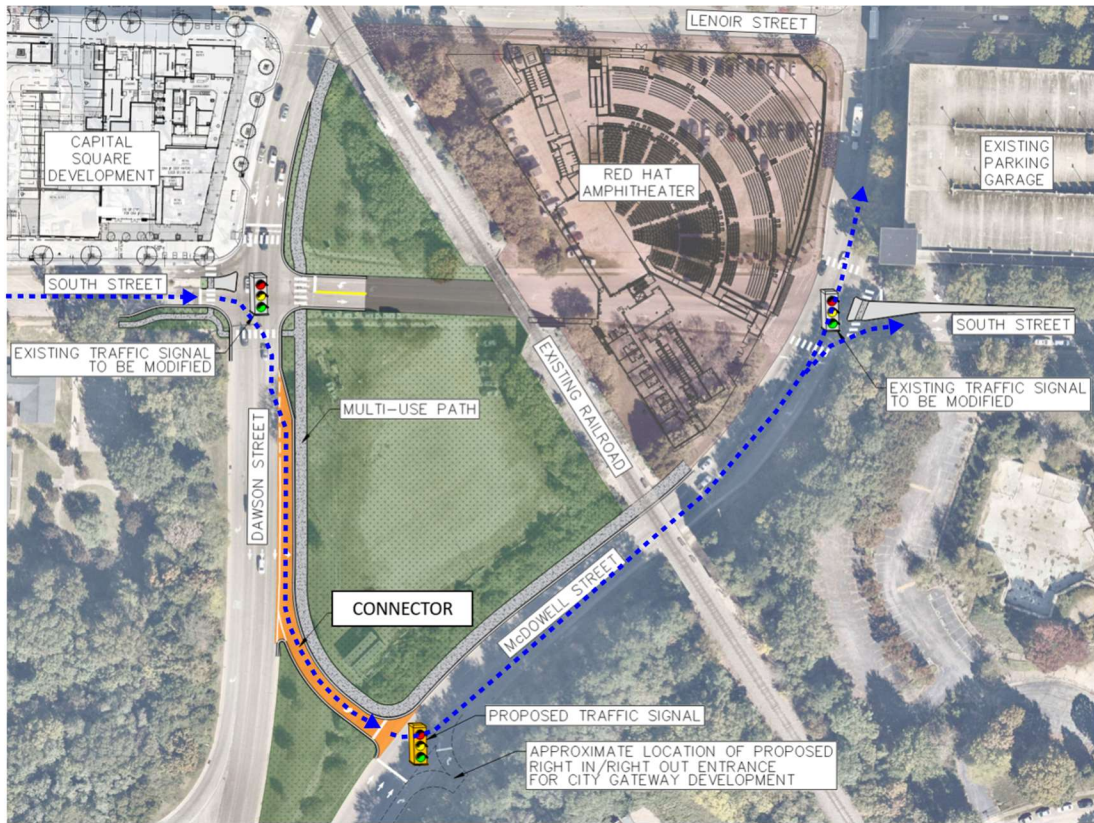 LENOIR STREET
CAPITAL
SQUARE
DEVELOPMENT
RED HAT
AMPHITHEATER
EXISTING
PARKING
GARAGE
SOUTH STREET
SOUTH STREET
EXISTING TRAFFIC SIGNAL
TO BE MODIFIED
EXISTING RAILROAD
EXISTING TRAFFIC SIGNAL
TO BE MODIFIED
MULTI-USE PATH
DAWSON STREET
CONNECTOR
McDOWELL STREET
PROPOSED TRAFFIC SIGNAL
APPROXIMATE LOCATION OF PROPOSED
RIGHT IN/RIGHT OUT ENTRANCE
FOR CITY GATEWAY DEVELOPMENT